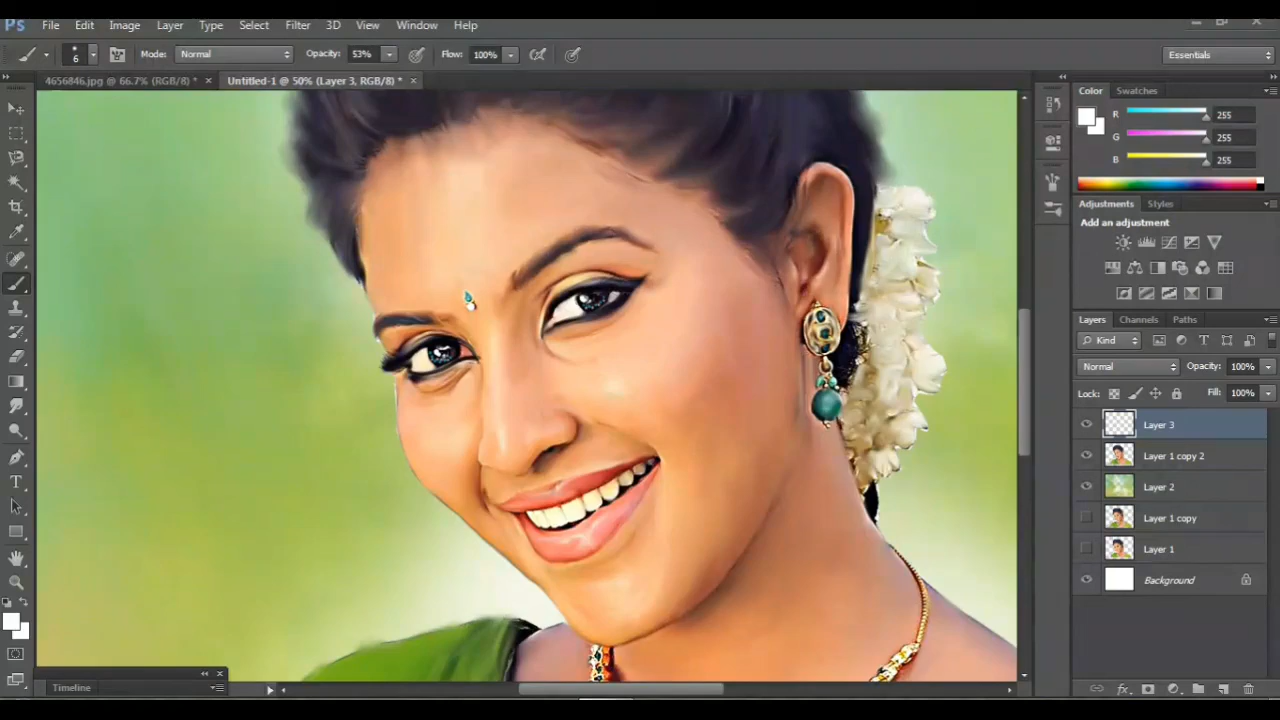 Ps File Edit Image Layer Type Select Filter 3D View Window Help
6 Mode: Normal Opacity: 53% Flow: 100% Essentials
4656846.jpg @ 66.7% (RGB/8) * × Untitled-1 @ 50% (Layer 3, RGB/8) * ×
Color Swatches
R 255
G 255
B 255
Adjustments Styles
Add an adjustment
Layers Channels Paths
Kind
Normal Opacity: 100%
Lock: Fill: 100%
Layer 3
Layer 1 copy 2
Layer 2
Layer 1 copy
Layer 1
Background
Timeline